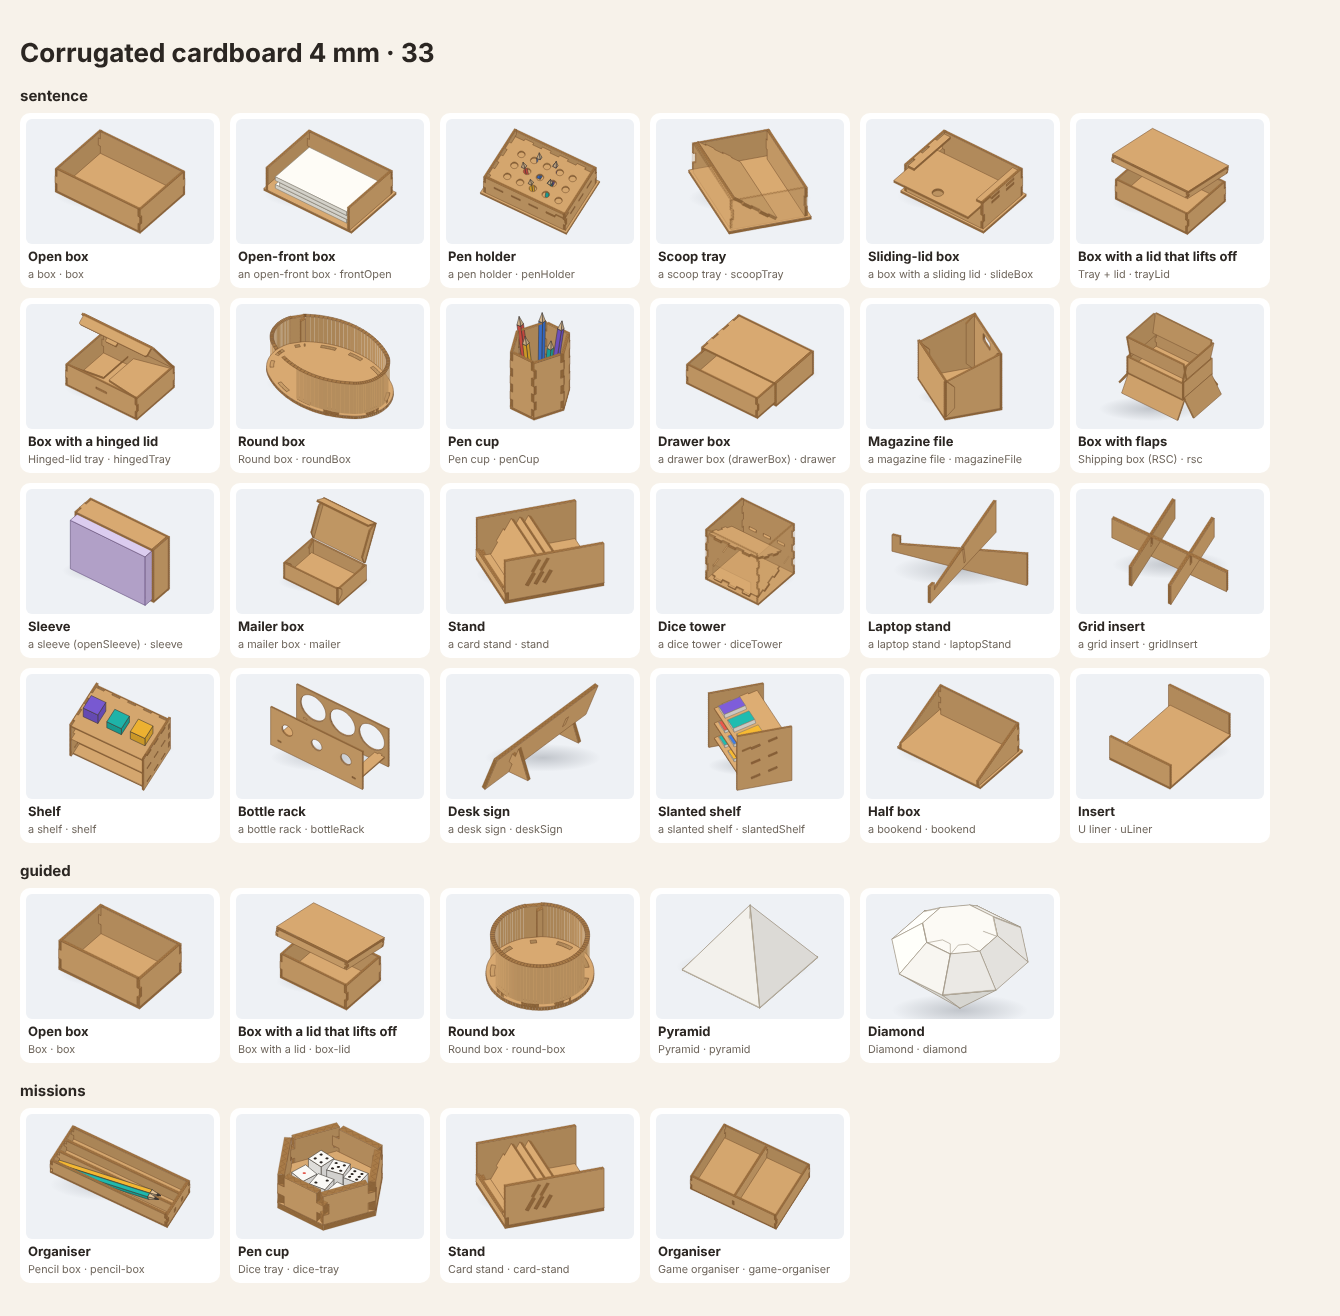 Corrugated cardboard 4 mm · 33
sentence
Open box
a box · box
Open-front box
an open-front box · frontOpen
Pen holder
a pen holder · penHolder
Scoop tray
a scoop tray · scoopTray
Sliding-lid box
a box with a sliding lid · slideBox
Box with a lid that lifts off
Tray + lid · trayLid
Box with a hinged lid
Hinged-lid tray · hingedTray
Round box
Round box · roundBox
Pen cup
Pen cup · penCup
Drawer box
a drawer box (drawerBox) · drawer
Magazine file
a magazine file · magazineFile
Box with flaps
Shipping box (RSC) · rsc
Sleeve
a sleeve (openSleeve) · sleeve
Mailer box
a mailer box · mailer
Stand
a card stand · stand
Dice tower
a dice tower · diceTower
Laptop stand
a laptop stand · laptopStand
Grid insert
a grid insert · gridInsert
Shelf
a shelf · shelf
Bottle rack
a bottle rack · bottleRack
Desk sign
a desk sign · deskSign
Slanted shelf
a slanted shelf · slantedShelf
Half box
a bookend · bookend
Insert
U liner · uLiner
guided
Open box
Box · box
Box with a lid that lifts off
Box with a lid · box-lid
Round box
Round box · round-box
Pyramid
Pyramid · pyramid
Diamond
Diamond · diamond
missions
Organiser
Pencil box · pencil-box
Pen cup
Dice tray · dice-tray
Stand
Card stand · card-stand
Organiser
Game organiser · game-organiser